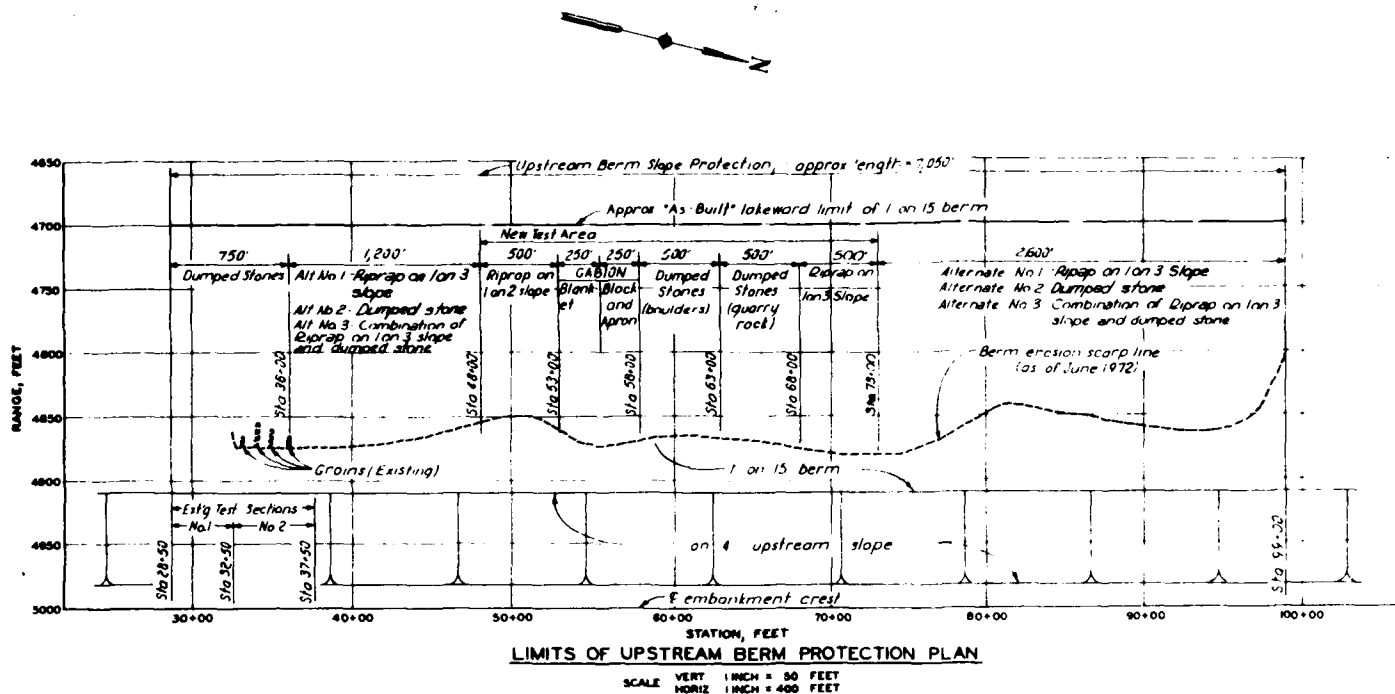 N
Upstream Berm Slope Protection, approx length = 7,050'
Approx "As-Built" lakeward limit of 1 on 15 berm
New Test Area
750'
1,200'
500'
250'
250'
500'
500'
500'
2,600'
Dumped Stones
Alt No 1 - Riprap on 1 on 3
slope
Alt No 2 - Dumped stone
Alt No. 3 - Combination of
Riprap on 1 on 3 slope
and dumped stone
Riprap on
1 on 2 slope
GABION
Blank-
et
Block
and
Apron
Dumped
Stones
(boulders)
Dumped
Stones
(quarry
rock)
Riprap on
1 on 3 Slope
Alternate No. 1 Riprap on 1 on 3 Slope
Alternate No. 2 Dumped stone
Alternate No. 3 Combination of Riprap on 1 on 3
slope and dumped stone
Sta 36+00
Sta 48+00
Sta 53+00
Sta 58+00
Sta 63+00
Sta 68+00
Sta 73+00
Berm erosion scarp line
(as of June 1972)
Groins (Existing)
1 on 15 berm
Est'g Test Sections
No. 1
No 2
Sta 28+50
Sta 32+50
Sta 37+50
on 4 upstream slope
Sta 99+00
℄ embankment crest
RANGE, FEET
4650
4700
4750
4800
4850
4900
4950
5000
30+00
40+00
50+00
60+00
70+00
80+00
90+00
100+00
STATION, FEET
LIMITS OF UPSTREAM BERM PROTECTION PLAN
SCALE VERT 1 INCH = 50 FEET
HORIZ 1 INCH = 400 FEET